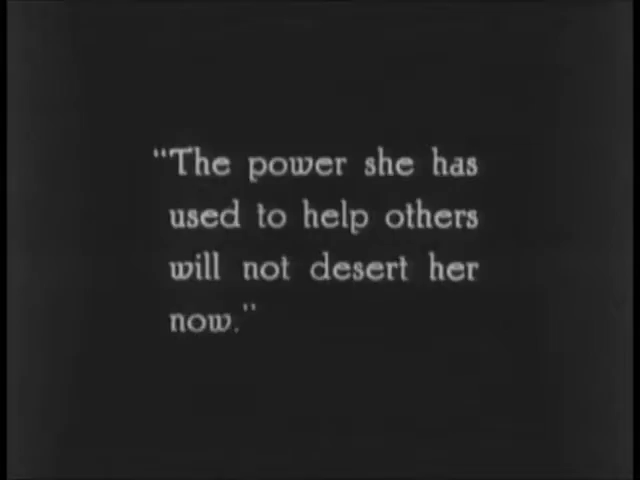 "The power she has
used to help others
will not desert her
now."